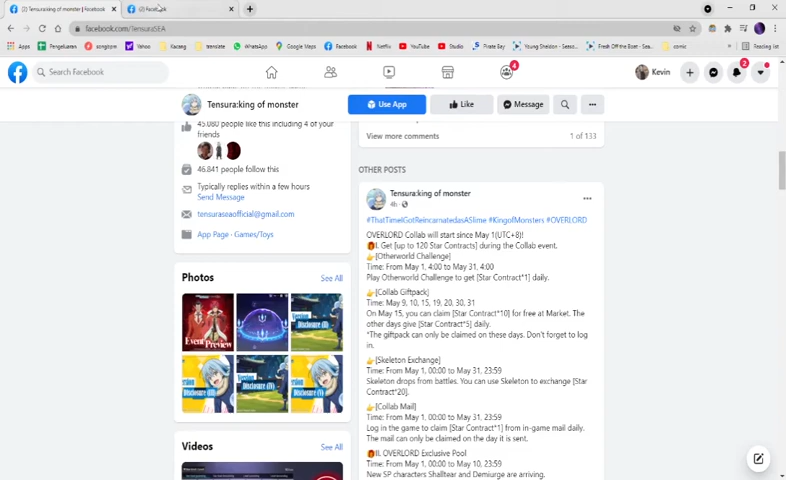 (2) Tensura:king of monster | Facebook
(2) Facebook
facebook.com/TensuraSEA
Apps
Pengeluaran
Yahoo
Kacang
translate
WhatsApp
Google Maps
Facebook
Netflix
YouTube
Studio
Pirate Bay
Young Sheldon - Seaso...
Fresh Off the Boat - Sea...
comic
Reading list
Search Facebook
4
Kevin
2
Tensura:king of monster
Use App
Like
Message
45.080 people like this including 4 of your
friends
46.841 people follow this
Typically replies within a few hours
Send Message
tensuraseaofficial@gmail.com
App Page · Games/Toys
Photos
See All
Event Preview
Version
Disclosure
Version
Disclosure
Version
Disclosure
Version
Disclosure
Videos
See All
View more comments
1 of 133
OTHER POSTS
Tensura:king of monster
4h
#ThatTimeIGotReincarnatedasASlime #KingofMonsters #OVERLORD
OVERLORD Collab will start since May 1(UTC+8)!
I. Get [up to 120 Star Contracts] during the Collab event.
[Otherworld Challenge]
Time: From May 1, 4:00 to May 31, 4:00
Play Otherworld Challenge to get [Star Contract*1] daily.
[Collab Giftpack]
Time: May 9, 10, 15, 19, 20, 30, 31
On May 15, you can claim [Star Contract*10] for free at Market. The
other days give [Star Contract*5] daily.
*The giftpack can only be claimed on these days. Don't forget to log
in.
[Skeleton Exchange]
Time: From May 1, 00:00 to May 31, 23:59
Skeleton drops from battles. You can use Skeleton to exchange [Star
Contract*20].
[Collab Mail]
Time: From May 1, 00:00 to May 31, 23:59
Log in the game to claim [Star Contract*1] from in-game mail daily.
The mail can only be claimed on the day it is sent.
II. OVERLORD Exclusive Pool
Time: From May 1, 00:00 to May 10, 23:59
New SP characters Shalltear and Demiurge are arriving.